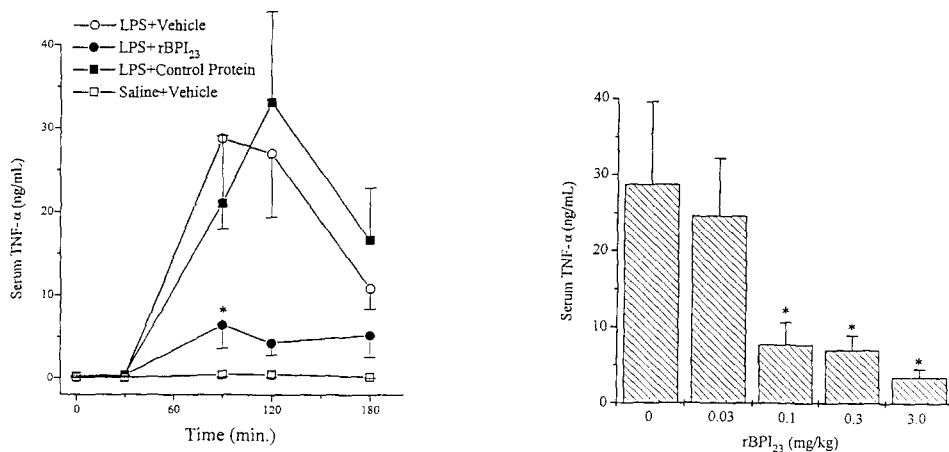 LPS+Vehicle
LPS+rBPI23
LPS+Control Protein
Saline+Vehicle
Serum TNF-α (ng/mL)
40
30
20
10
0
*
0
60
120
180
Time (min.)
Serum TNF-α (ng/mL)
40
30
20
10
0
*
*
*
0
0.03
0.1
0.3
3.0
rBPI23 (mg/kg)